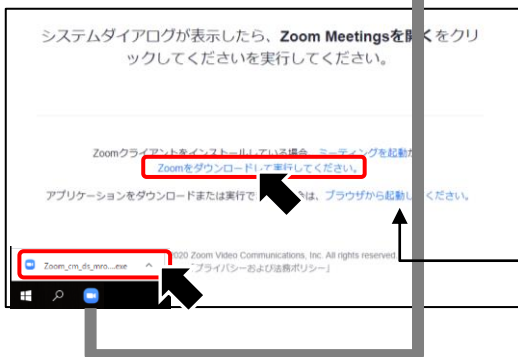 システムダイアログが表示したら、Zoom Meetingsを開くをクリ
ックしてくださいを実行してください。
Zoomクライアントをインストールしている場合、ミーティングを起動
Zoomをダウンロードして実行してください。
アプリケーションをダウンロードまたは実行で 合は、ブラウザから起動してください。
2020 Zoom Video Communications, Inc. All rights reserved.
「プライバシーおよび法務ポリシー」
Zoom_cm_ds_mro....exe